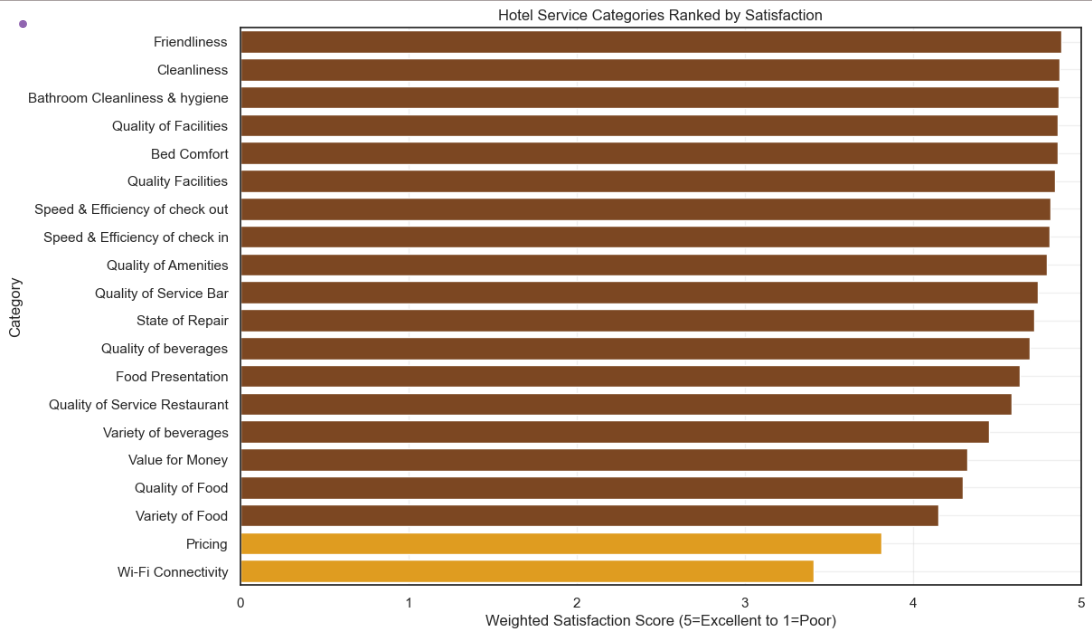 Hotel Service Categories Ranked by Satisfaction
Friendliness
Cleanliness
Bathroom Cleanliness & hygiene
Quality of Facilities
Bed Comfort
Quality Facilities
Speed & Efficiency of check out
Speed & Efficiency of check in
Quality of Amenities
Quality of Service Bar
State of Repair
Quality of beverages
Food Presentation
Quality of Service Restaurant
Variety of beverages
Value for Money
Quality of Food
Variety of Food
Pricing
Wi-Fi Connectivity
Category
0 1 2 3 4 5
Weighted Satisfaction Score (5=Excellent to 1=Poor)